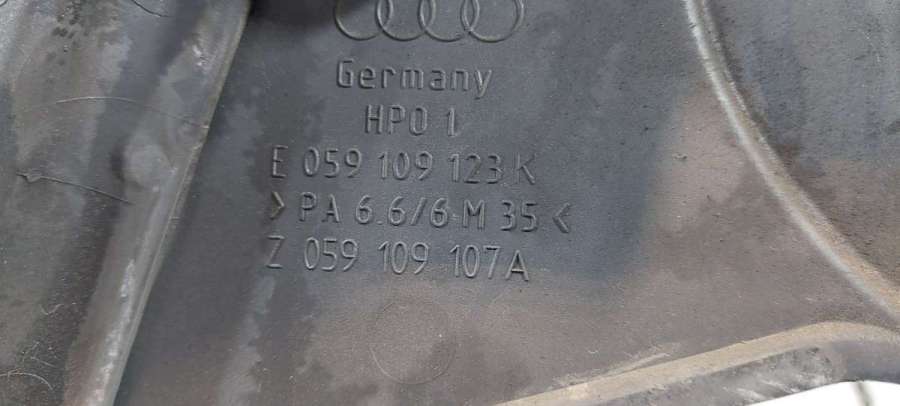 Germany
HPO 1
E 059 109 123 K
>PA 6.6/6-M 35<
Z 059 109 107 A